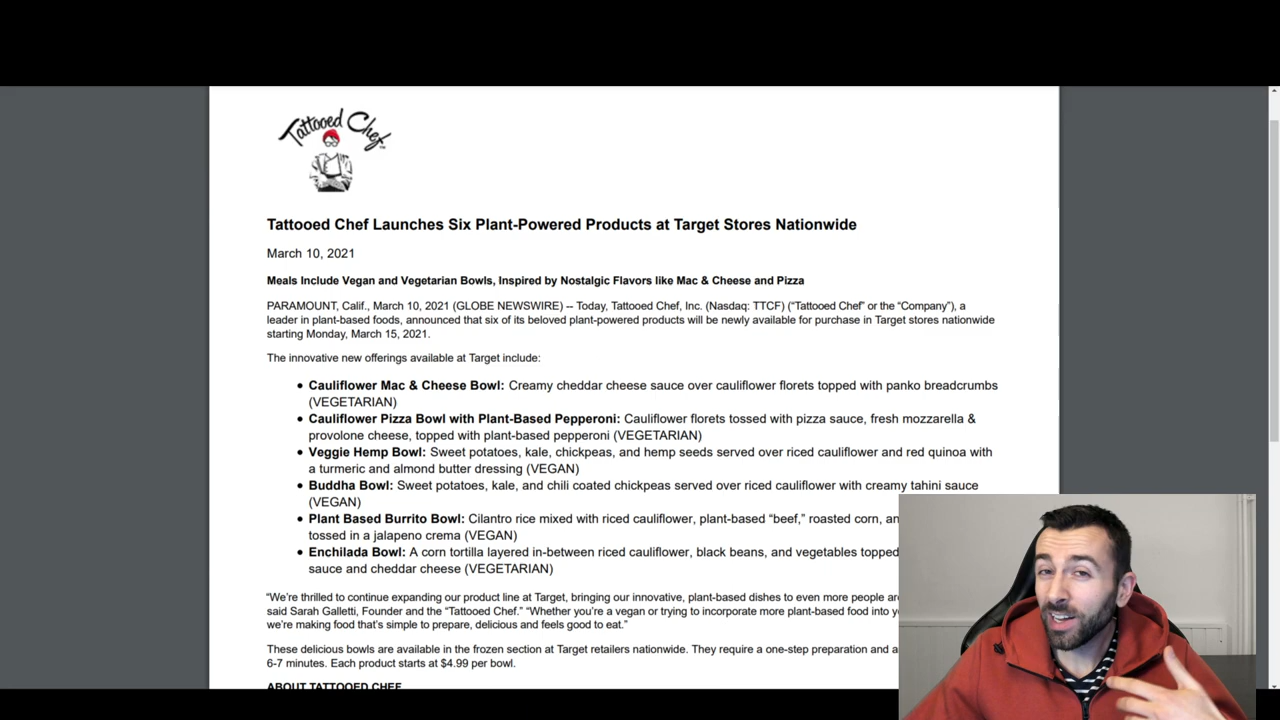 Tattooed Chef
Tattooed Chef Launches Six Plant-Powered Products at Target Stores Nationwide
March 10, 2021
Meals Include Vegan and Vegetarian Bowls, Inspired by Nostalgic Flavors like Mac & Cheese and Pizza
PARAMOUNT, Calif., March 10, 2021 (GLOBE NEWSWIRE) -- Today, Tattooed Chef, Inc. (Nasdaq: TTCF) (“Tattooed Chef” or the “Company”), a
leader in plant-based foods, announced that six of its beloved plant-powered products will be newly available for purchase in Target stores nationwide
starting Monday, March 15, 2021.
The innovative new offerings available at Target include:
• Cauliflower Mac & Cheese Bowl: Creamy cheddar cheese sauce over cauliflower florets topped with panko breadcrumbs
(VEGETARIAN)
• Cauliflower Pizza Bowl with Plant-Based Pepperoni: Cauliflower florets tossed with pizza sauce, fresh mozzarella &
provolone cheese, topped with plant-based pepperoni (VEGETARIAN)
• Veggie Hemp Bowl: Sweet potatoes, kale, chickpeas, and hemp seeds served over riced cauliflower and red quinoa with
a turmeric and almond butter dressing (VEGAN)
• Buddha Bowl: Sweet potatoes, kale, and chili coated chickpeas served over riced cauliflower with creamy tahini sauce
(VEGAN)
• Plant Based Burrito Bowl: Cilantro rice mixed with riced cauliflower, plant-based “beef,” roasted corn,
tossed in a jalapeno crema (VEGAN)
• Enchilada Bowl: A corn tortilla layered in-between riced cauliflower, black beans, and vegetables topped
sauce and cheddar cheese (VEGETARIAN)
“We’re thrilled to continue expanding our product line at Target, bringing our innovative, plant-based dishes to even more people
said Sarah Galletti, Founder and the “Tattooed Chef.” “Whether you’re a vegan or trying to incorporate more plant-based food into
we’re making food that’s simple to prepare, delicious and feels good to eat.”
These delicious bowls are available in the frozen section at Target retailers nationwide. They require a one-step preparation and
6-7 minutes. Each product starts at $4.99 per bowl.
ABOUT TATTOOED CHEF